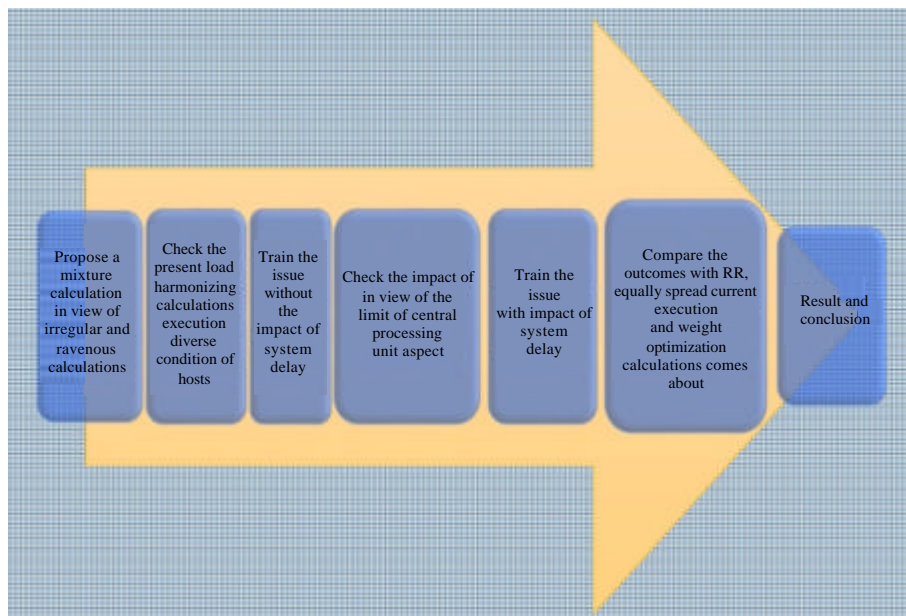 Propose a
mixture
calculation
in view of
irregular and
ravenous
calculations
Check the
present load
harmonizing
calculations
execution
diverse
condition of
hosts
Train the
issue
without
the
impact of
system
delay
Check the impact of
in view of the
limit of central
processing
unit aspect
Train the
issue
with impact of
system
delay
Compare the
outcomes with RR,
equally spread current
execution
and weight
optimization
calculations comes
about
Result and
conclusion